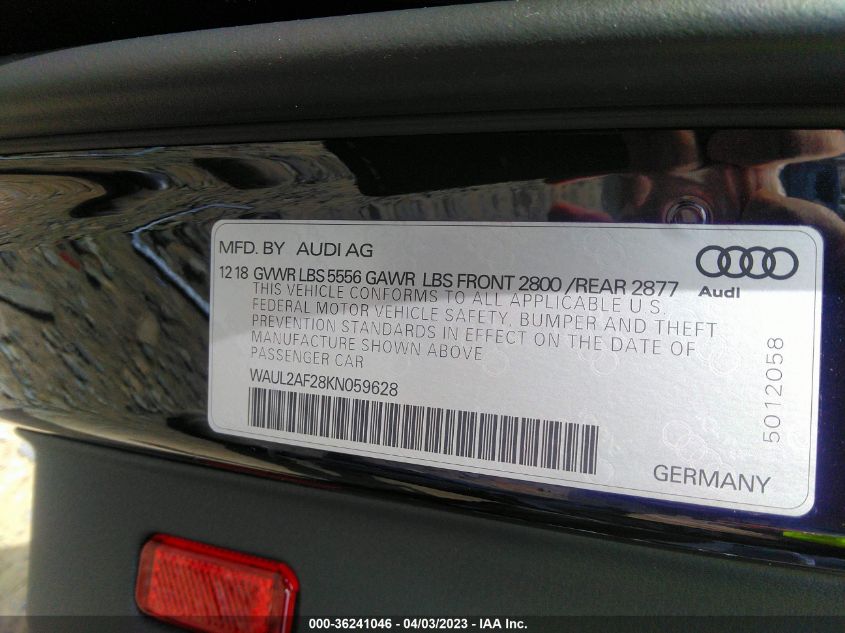 MFD. BY AUDI AG
12 18 GVWR LBS 5556 GAWR LBS FRONT 2800 /REAR 2877
THIS VEHICLE CONFORMS TO ALL APPLICABLE U S.
FEDERAL MOTOR VEHICLE SAFETY, BUMPER AND THEFT
PREVENTION STANDARDS IN EFFECT ON THE DATE OF
MANUFACTURE SHOWN ABOVE
PASSENGER CAR
WAUL2AF28KN059628
Audi
5012058
GERMANY
000-36241046 - 04/03/2023 - IAA Inc.